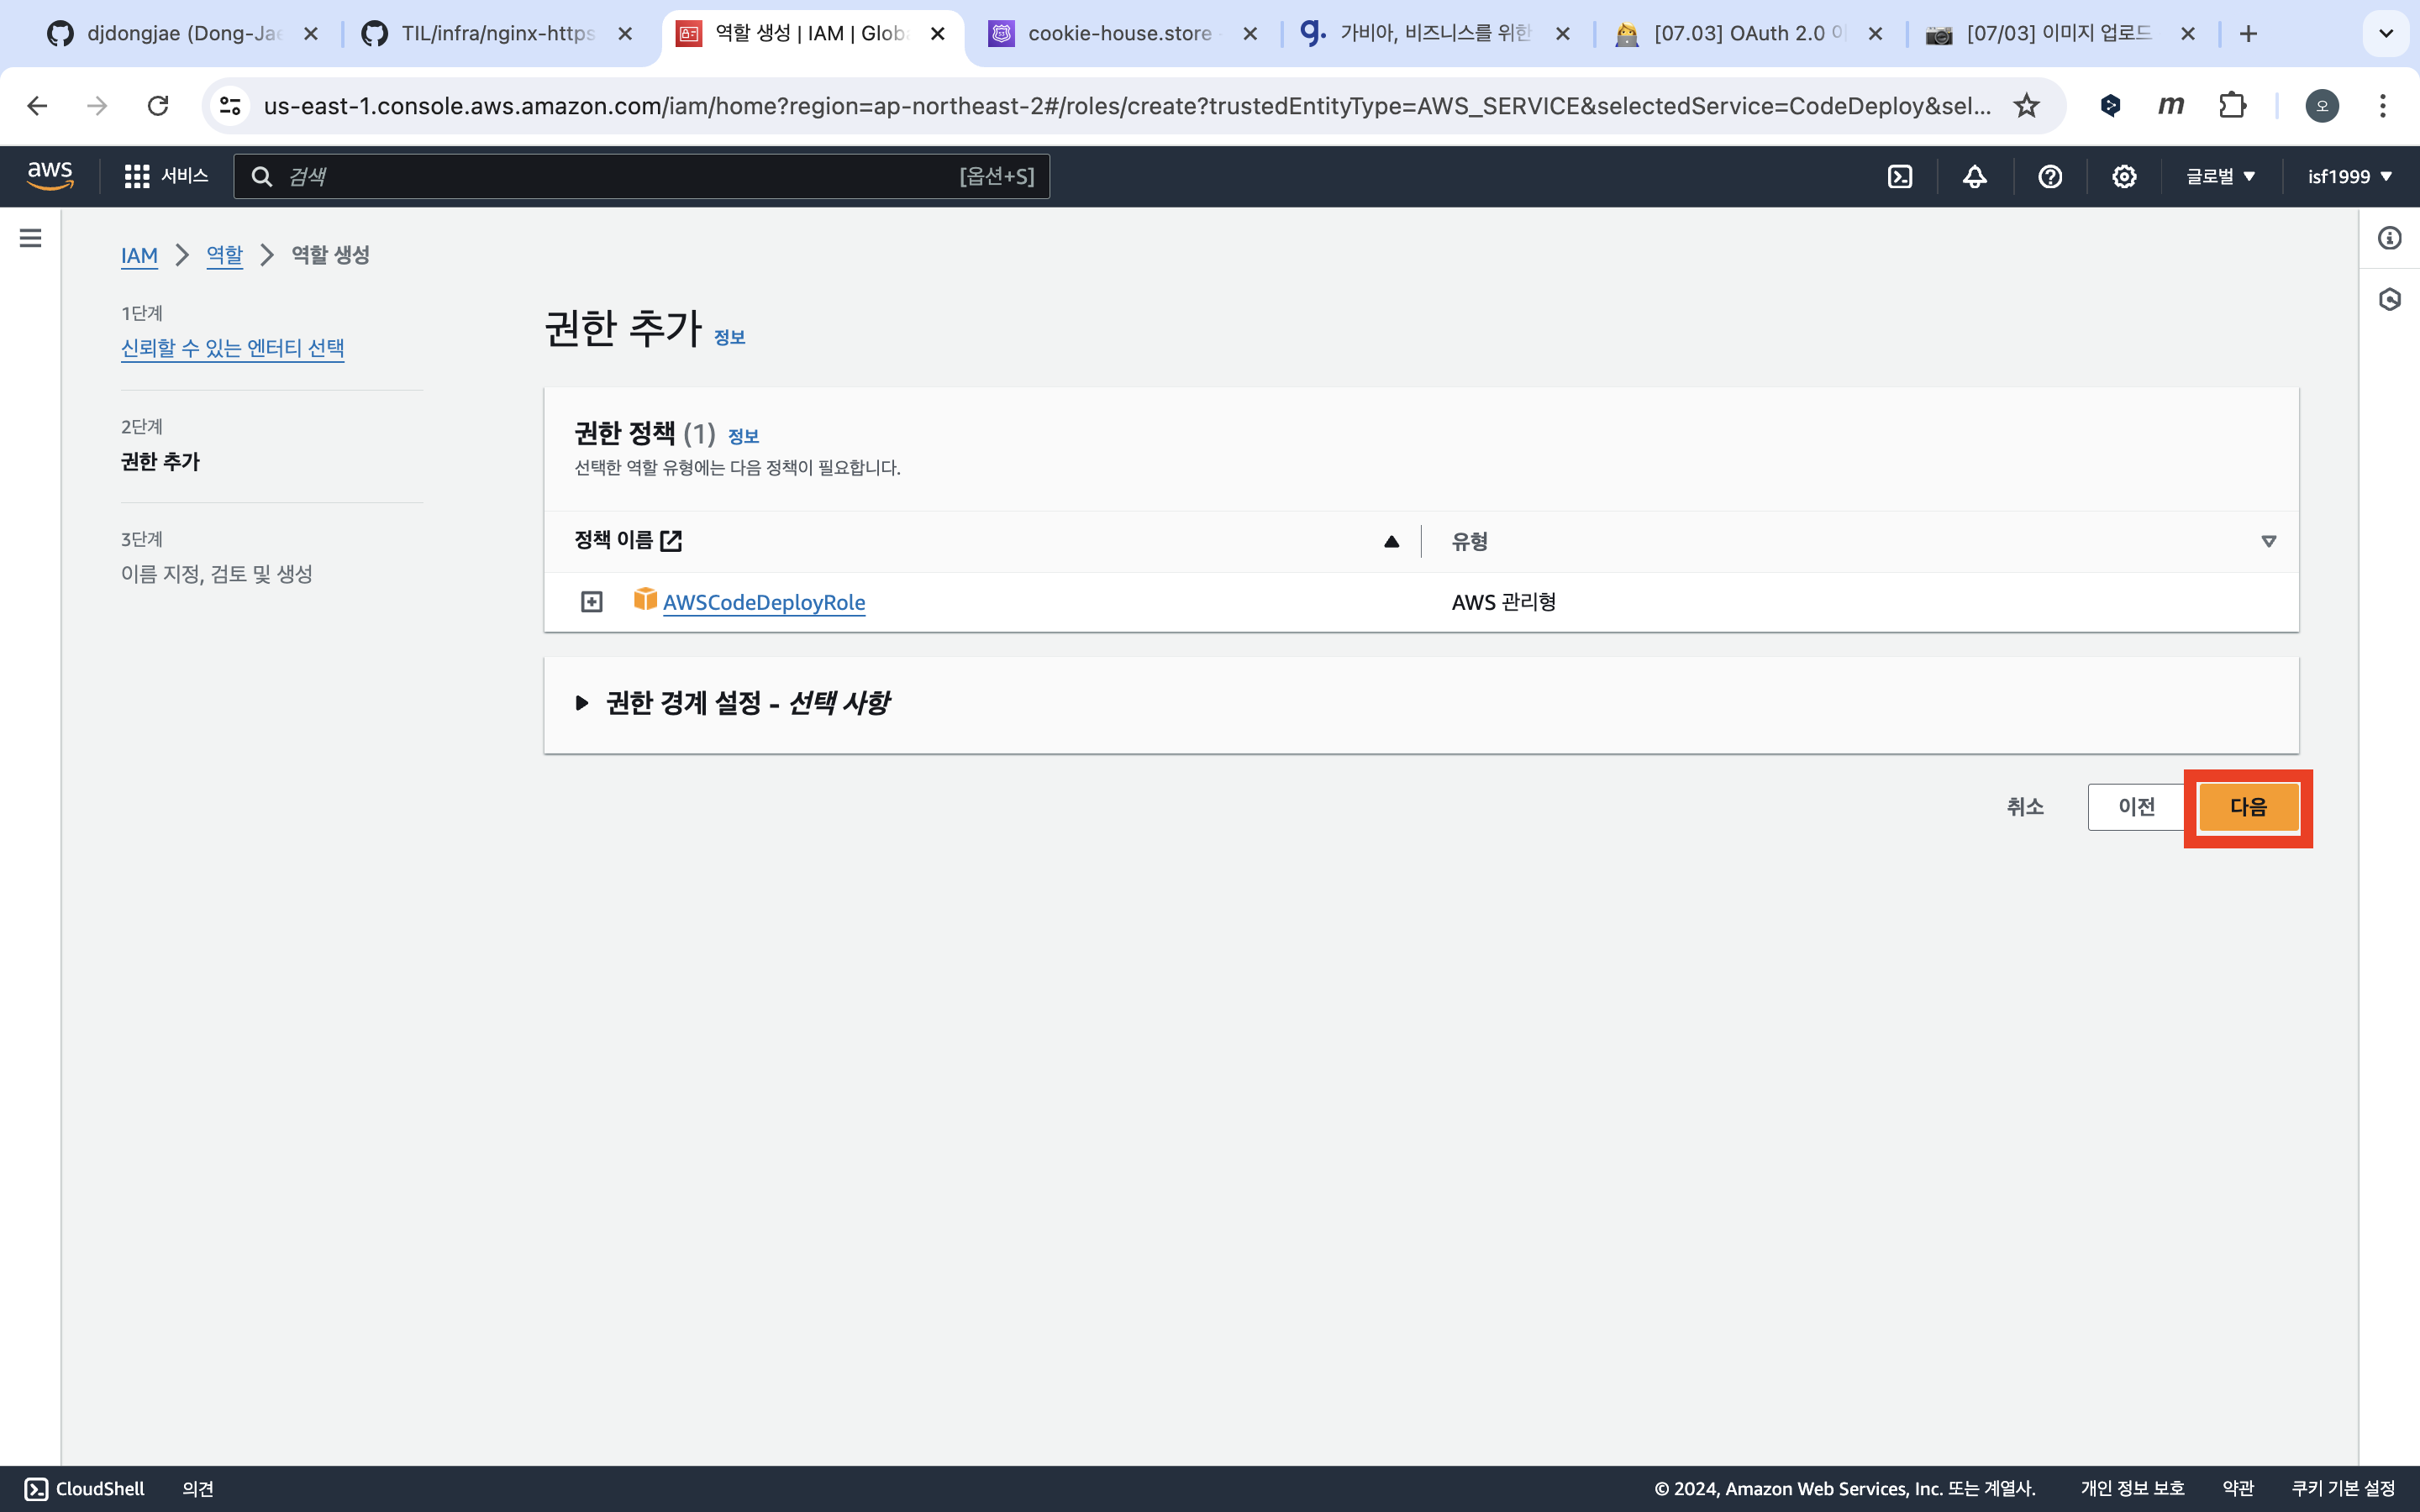 djdongjae (Dong-Jae
TIL/infra/nginx-https
역할 생성 | IAM | Globa
cookie-house.store
가비아, 비즈니스를 위한
[07.03] OAuth 2.0 이
[07/03] 이미지 업로드
us-east-1.console.aws.amazon.com/iam/home?region=ap-northeast-2#/roles/create?trustedEntityType=AWS_SERVICE&selectedService=CodeDeploy&sel...
m
오
aws
서비스
검색
[옵션+S]
글로벌
isf1999
IAM
역할
역할 생성
1단계
신뢰할 수 있는 엔터티 선택
2단계
권한 추가
3단계
이름 지정, 검토 및 생성
권한 추가 정보
권한 정책 (1) 정보
선택한 역할 유형에는 다음 정책이 필요합니다.
정책 이름
유형
AWSCodeDeployRole
AWS 관리형
권한 경계 설정 - 선택 사항
취소
이전
다음
CloudShell
의견
© 2024, Amazon Web Services, Inc. 또는 계열사.
개인 정보 보호
약관
쿠키 기본 설정